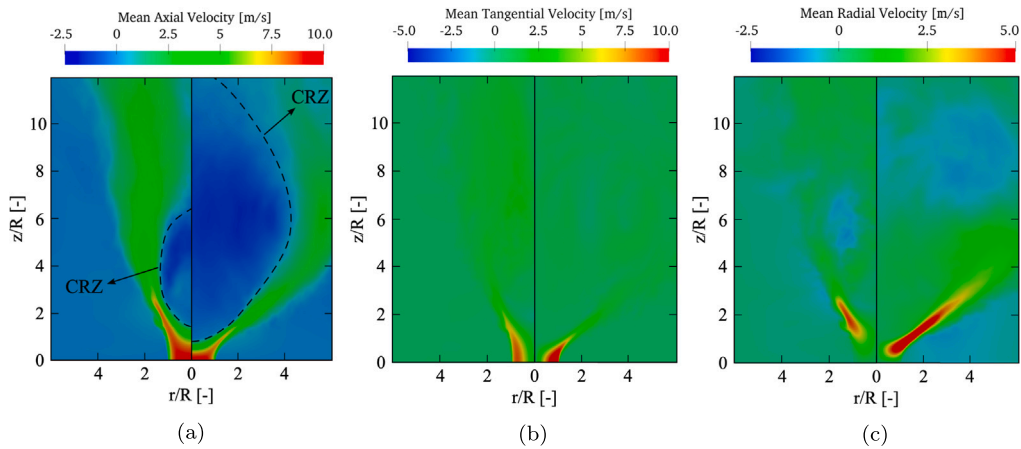 Mean Axial Velocity [m/s]
-2.5 0 2.5 5.0 7.5 10.0
z/R [-]
10
8
6
4
2
0
CRZ
CRZ
4 2 0 2 4
r/R [-]
(a)
Mean Tangential Velocity [m/s]
-5.0 -2.5 0 2.5 5.0 7.5 10.0
z/R [-]
10
8
6
4
2
0
4 2 0 2 4
r/R [-]
(b)
Mean Radial Velocity [m/s]
-2.5 0 2.5 5.0
z/R [-]
10
8
6
4
2
0
4 2 0 2 4
r/R [-]
(c)